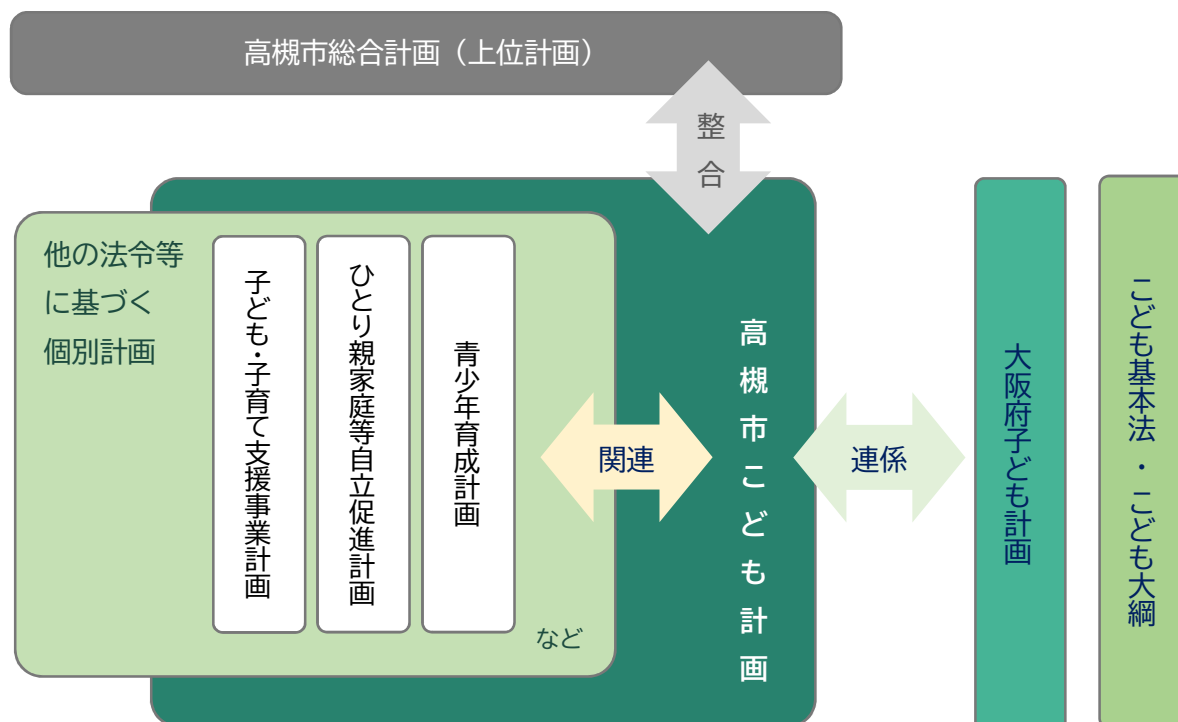 高槻市総合計画（上位計画）
整合
他の法令等
に基づく
個別計画
子ども・子育て支援事業計画
ひとり親家庭等自立促進計画
青少年育成計画
など
関連
高槻市こども計画
連係
大阪府子ども計画
こども基本法・こども大綱